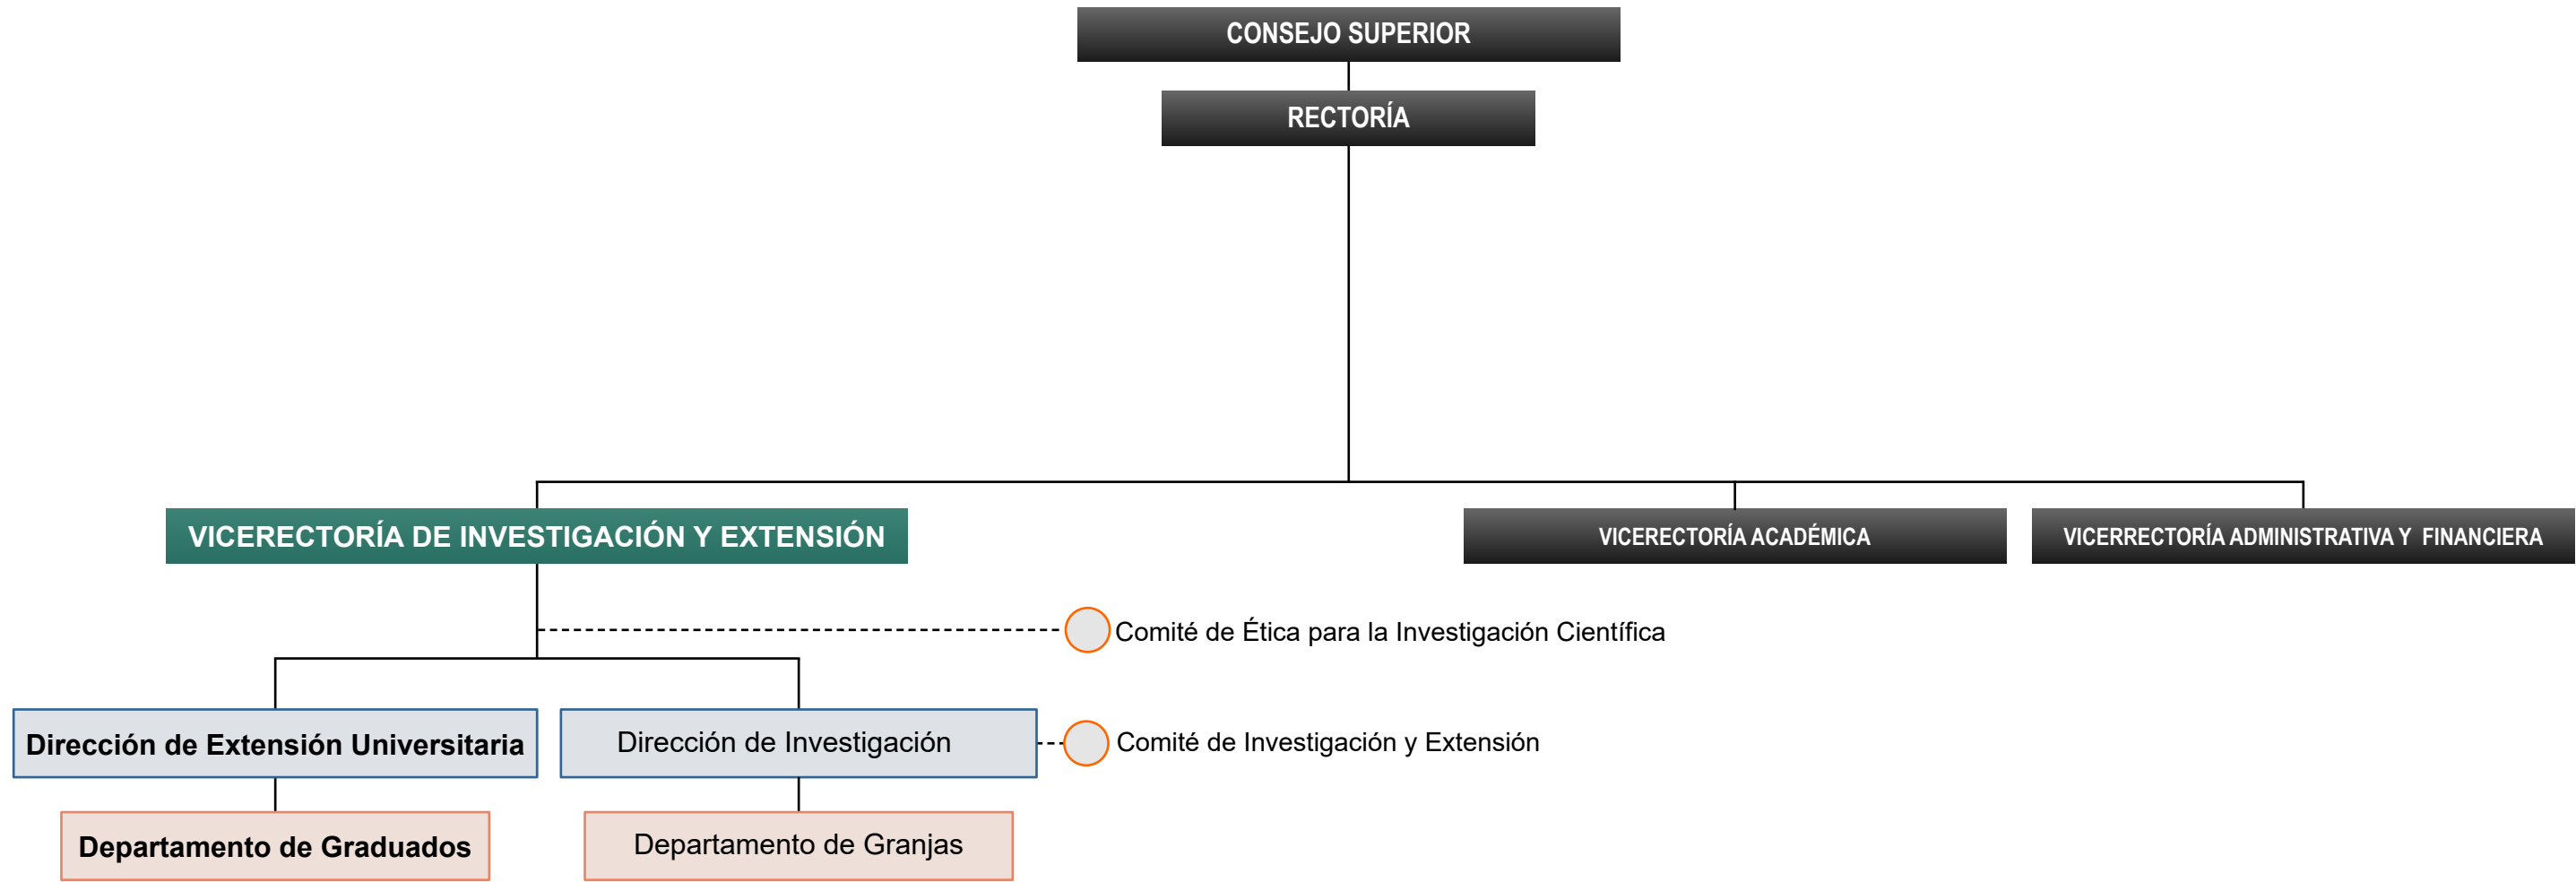 CONSEJO SUPERIOR
RECTORÍA
VICERECTORÍA DE INVESTIGACIÓN Y EXTENSIÓN
VICERECTORÍA ACADÉMICA
VICERRECTORÍA ADMINISTRATIVA Y FINANCIERA
Comité de Ética para la Investigación Científica
Dirección de Extensión Universitaria
Dirección de Investigación
Comité de Investigación y Extensión
Departamento de Graduados
Departamento de Granjas